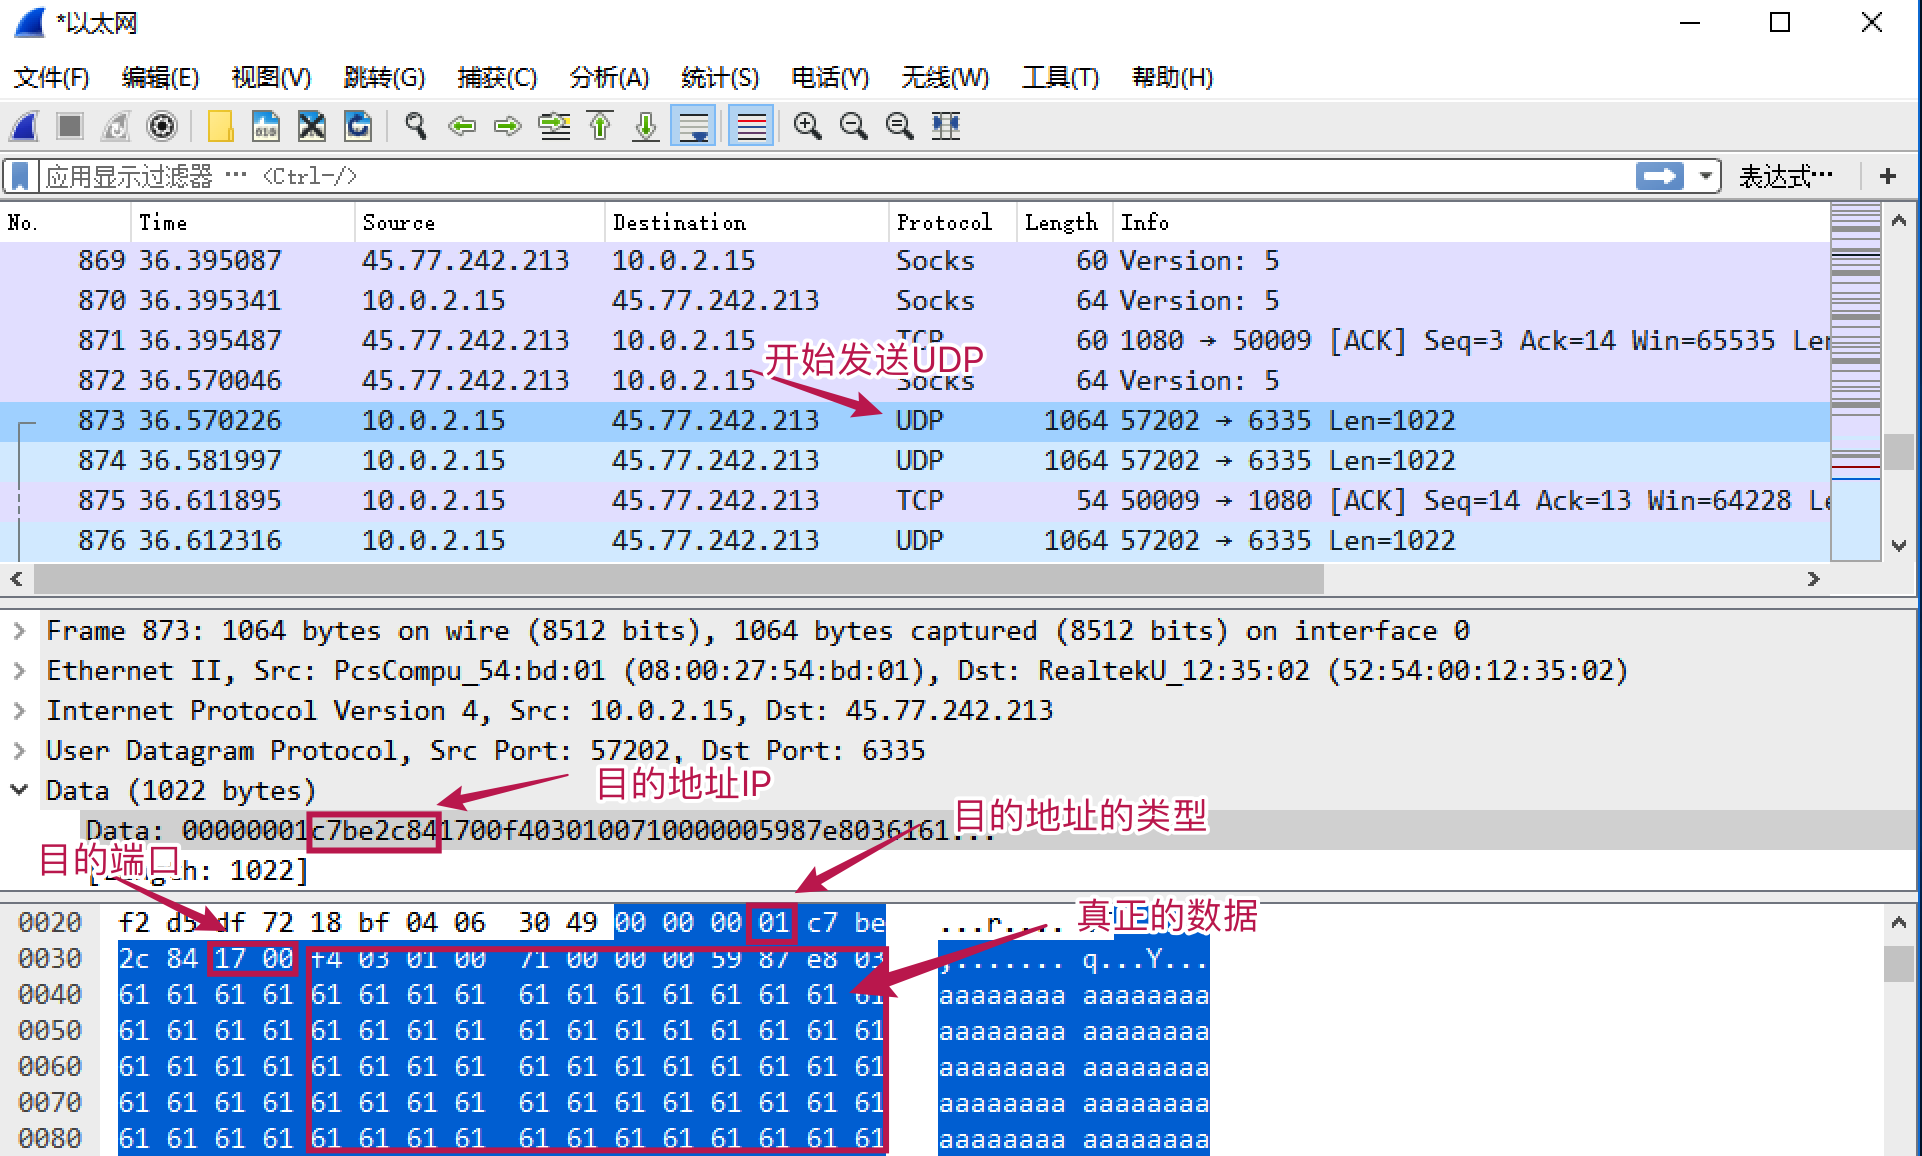 *以太网
文件(F) 编辑(E) 视图(V) 跳转(G) 捕获(C) 分析(A) 统计(S) 电话(Y) 无线(W) 工具(T) 帮助(H)
应用显示过滤器 … <Ctrl-/> 表达式… +
No. Time Source Destination Protocol Length Info
869 36.395087 45.77.242.213 10.0.2.15 Socks 60 Version: 5
870 36.395341 10.0.2.15 45.77.242.213 Socks 64 Version: 5
871 36.395487 45.77.242.213 10.0.2.15 TCP 60 1080 → 50009 [ACK] Seq=3 Ack=14 Win=65535 Len
开始发送UDP
872 36.570046 45.77.242.213 10.0.2.15 Socks 64 Version: 5
873 36.570226 10.0.2.15 45.77.242.213 UDP 1064 57202 → 6335 Len=1022
874 36.581997 10.0.2.15 45.77.242.213 UDP 1064 57202 → 6335 Len=1022
875 36.611895 10.0.2.15 45.77.242.213 TCP 54 50009 → 1080 [ACK] Seq=14 Ack=13 Win=64228 Le
876 36.612316 10.0.2.15 45.77.242.213 UDP 1064 57202 → 6335 Len=1022
Frame 873: 1064 bytes on wire (8512 bits), 1064 bytes captured (8512 bits) on interface 0
Ethernet II, Src: PcsCompu_54:bd:01 (08:00:27:54:bd:01), Dst: RealtekU_12:35:02 (52:54:00:12:35:02)
Internet Protocol Version 4, Src: 10.0.2.15, Dst: 45.77.242.213
User Datagram Protocol, Src Port: 57202, Dst Port: 6335
Data (1022 bytes)
目的地址IP
目的地址的类型
Data: 00000001c7be2c841700f4030100710000005987e8036161...
目的端口
[Length: 1022]
真正的数据
0020 f2 d5 df 72 18 bf 04 06 30 49 00 00 00 01 c7 be ...r....
0030 2c 84 17 00 f4 03 01 00 71 00 00 00 59 87 e8 03 ,....... q...Y...
0040 61 61 61 61 61 61 61 61 61 61 61 61 61 61 61 61 aaaaaaaa aaaaaaaa
0050 61 61 61 61 61 61 61 61 61 61 61 61 61 61 61 61 aaaaaaaa aaaaaaaa
0060 61 61 61 61 61 61 61 61 61 61 61 61 61 61 61 61 aaaaaaaa aaaaaaaa
0070 61 61 61 61 61 61 61 61 61 61 61 61 61 61 61 61 aaaaaaaa aaaaaaaa
0080 61 61 61 61 61 61 61 61 61 61 61 61 61 61 61 61 aaaaaaaa aaaaaaaa